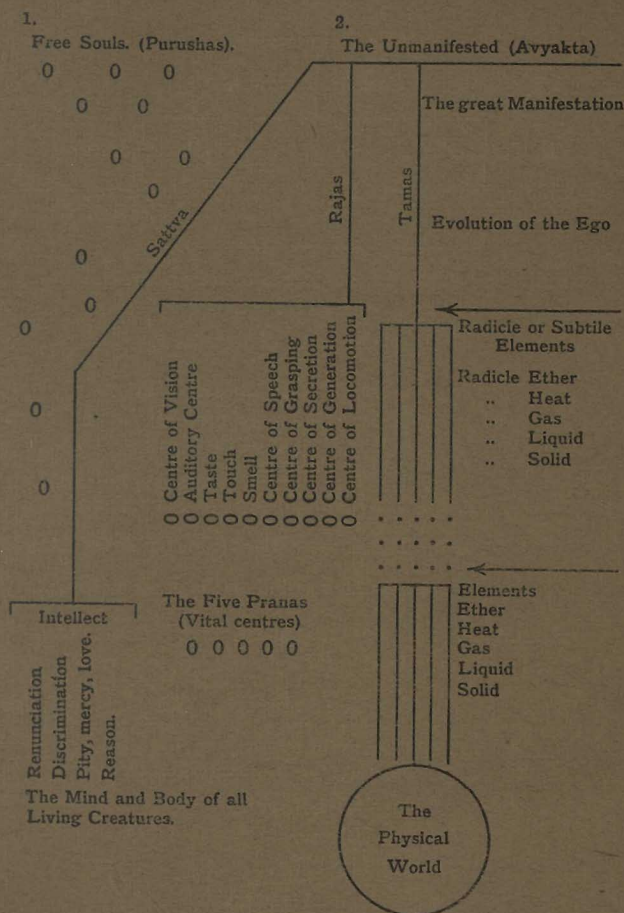 1.
Free Souls. (Purushas).
0 0 0
0 0
0 0
0
0
0
0
0
0
Sattva
2.
The Unmanifested (Avyakta)
Rajas
Tamas
The great Manifestation
Evolution of the Ego
Radicle or Subtile
Elements
Radicle Ether
„ Heat
„ Gas
„ Liquid
„ Solid
0 Centre of Vision
0 Auditory Centre
0 Taste
0 Touch
0 Smell
0 Centre of Speech
0 Centre of Grasping
0 Centre of Secretion
0 Centre of Generation
0 Centre of Locomotion
The Five Pranas
(Vital centres)
0 0 0 0 0
Elements
Ether
Heat
Gas
Liquid
Solid
Intellect
Renunciation
Discrimination
Pity, mercy, love.
Reason.
The Mind and Body of all
Living Creatures.
The
Physical
World